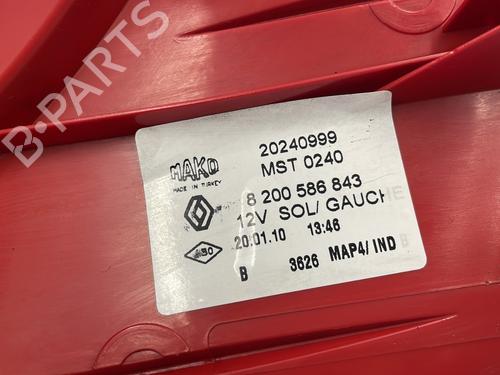 B-PARTS
20240999
MAKO MST 0240
MADE IN TURKEY
8 200 586 843
12V SOL/ GAUCHE
30 20.01.10 13:46
B 3626 MAP4/ IND B